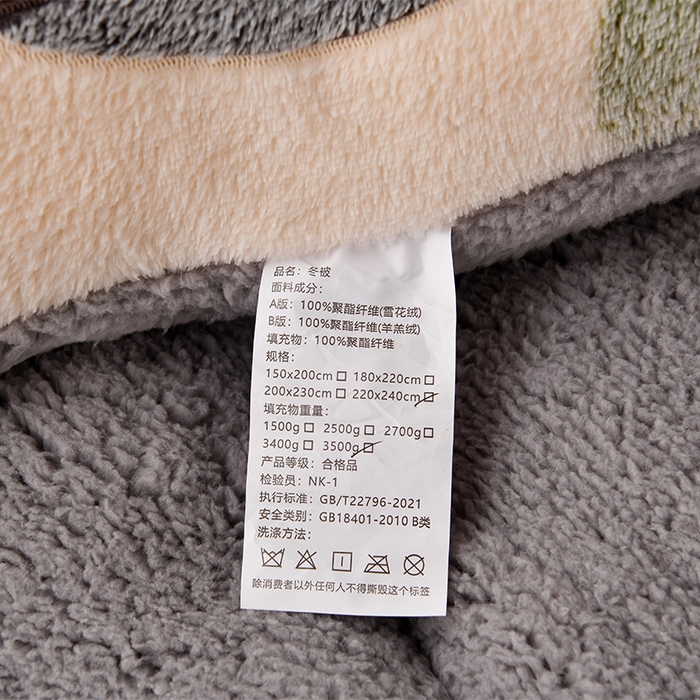 品名：冬被
面料成分：
A版：100%聚酯纤维(雪花绒)
B版：100%聚酯纤维(羊羔绒)
填充物：100%聚酯纤维
规格：
150x200cm□ 180x220cm□
200x230cm□ 220x240cm☑
填充物重量：
1500g□ 2500g□ 2700g□
3400g□ 3500g☑
产品等级：合格品
检验员：NK-1
执行标准：GB/T22796-2021
安全类别：GB18401-2010 B类
洗涤方法：
除消费者以外任何人不得撕毁这个标签